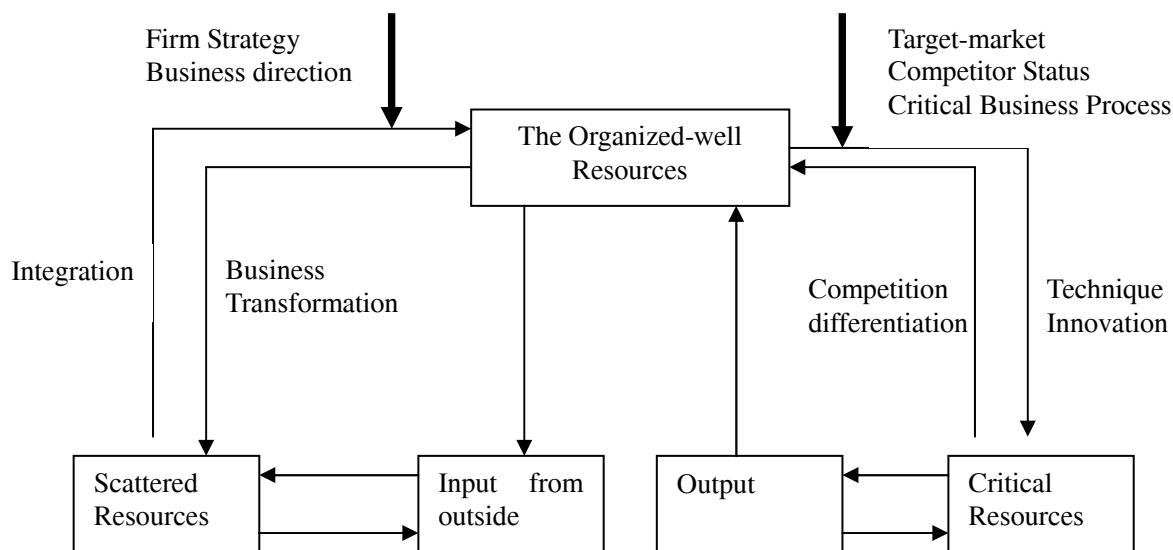 Firm Strategy
Business direction
Target-market
Competitor Status
Critical Business Process
The Organized-well
Resources
Integration
Business
Transformation
Competition
differentiation
Technique
Innovation
Scattered
Resources
Input from
outside
Output
Critical
Resources